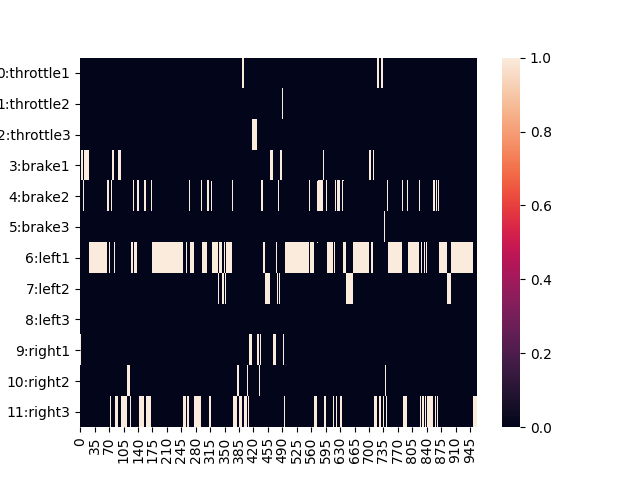 0:throttle1
1:throttle2
2:throttle3
3:brake1
4:brake2
5:brake3
6:left1
7:left2
8:left3
9:right1
10:right2
11:right3
0 35 70 105 140 175 210 245 280 315 350 385 420 455 490 525 560 595 630 665 700 735 770 805 840 875 910 945
1.0
0.8
0.6
0.4
0.2
0.0